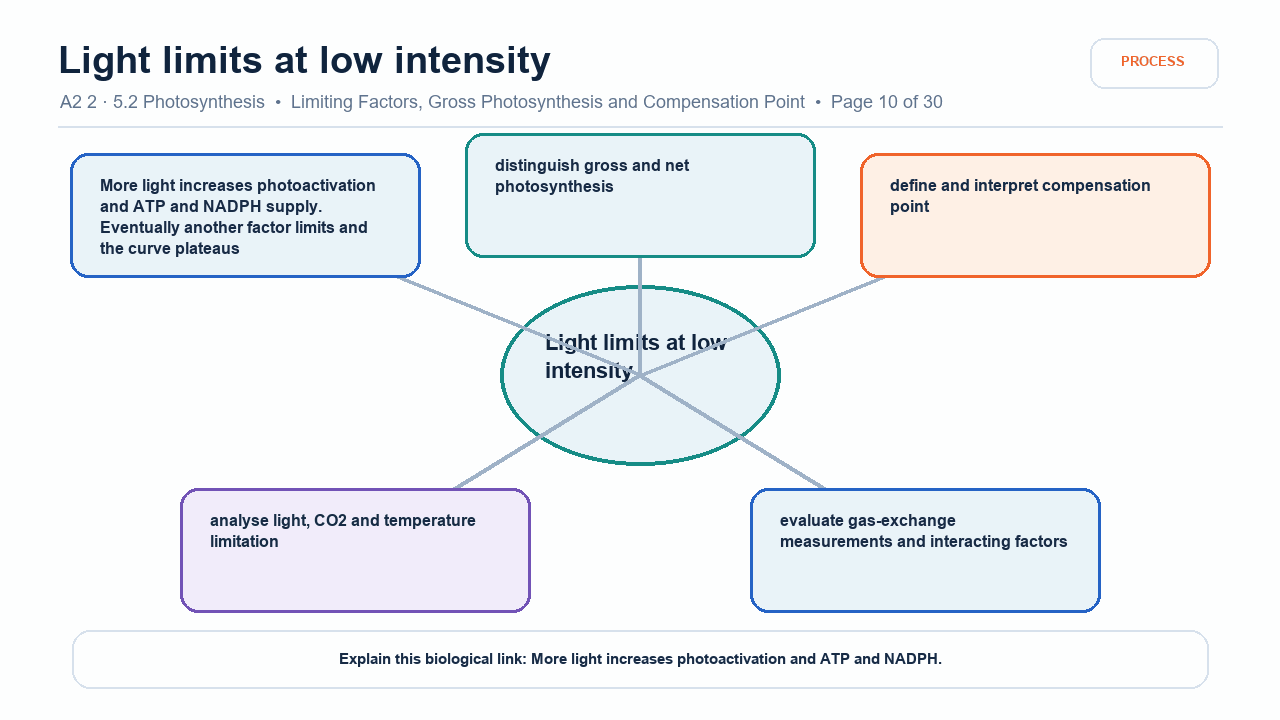 Light limits at low intensity
PROCESS
A2 2 · 5.2 Photosynthesis • Limiting Factors, Gross Photosynthesis and Compensation Point • Page 10 of 30
More light increases photoactivation
and ATP and NADPH supply.
Eventually another factor limits and
the curve plateaus
distinguish gross and net
photosynthesis
define and interpret compensation
point
Light limits at low
intensity
analyse light, CO2 and temperature
limitation
evaluate gas-exchange
measurements and interacting factors
Explain this biological link: More light increases photoactivation and ATP and NADPH.